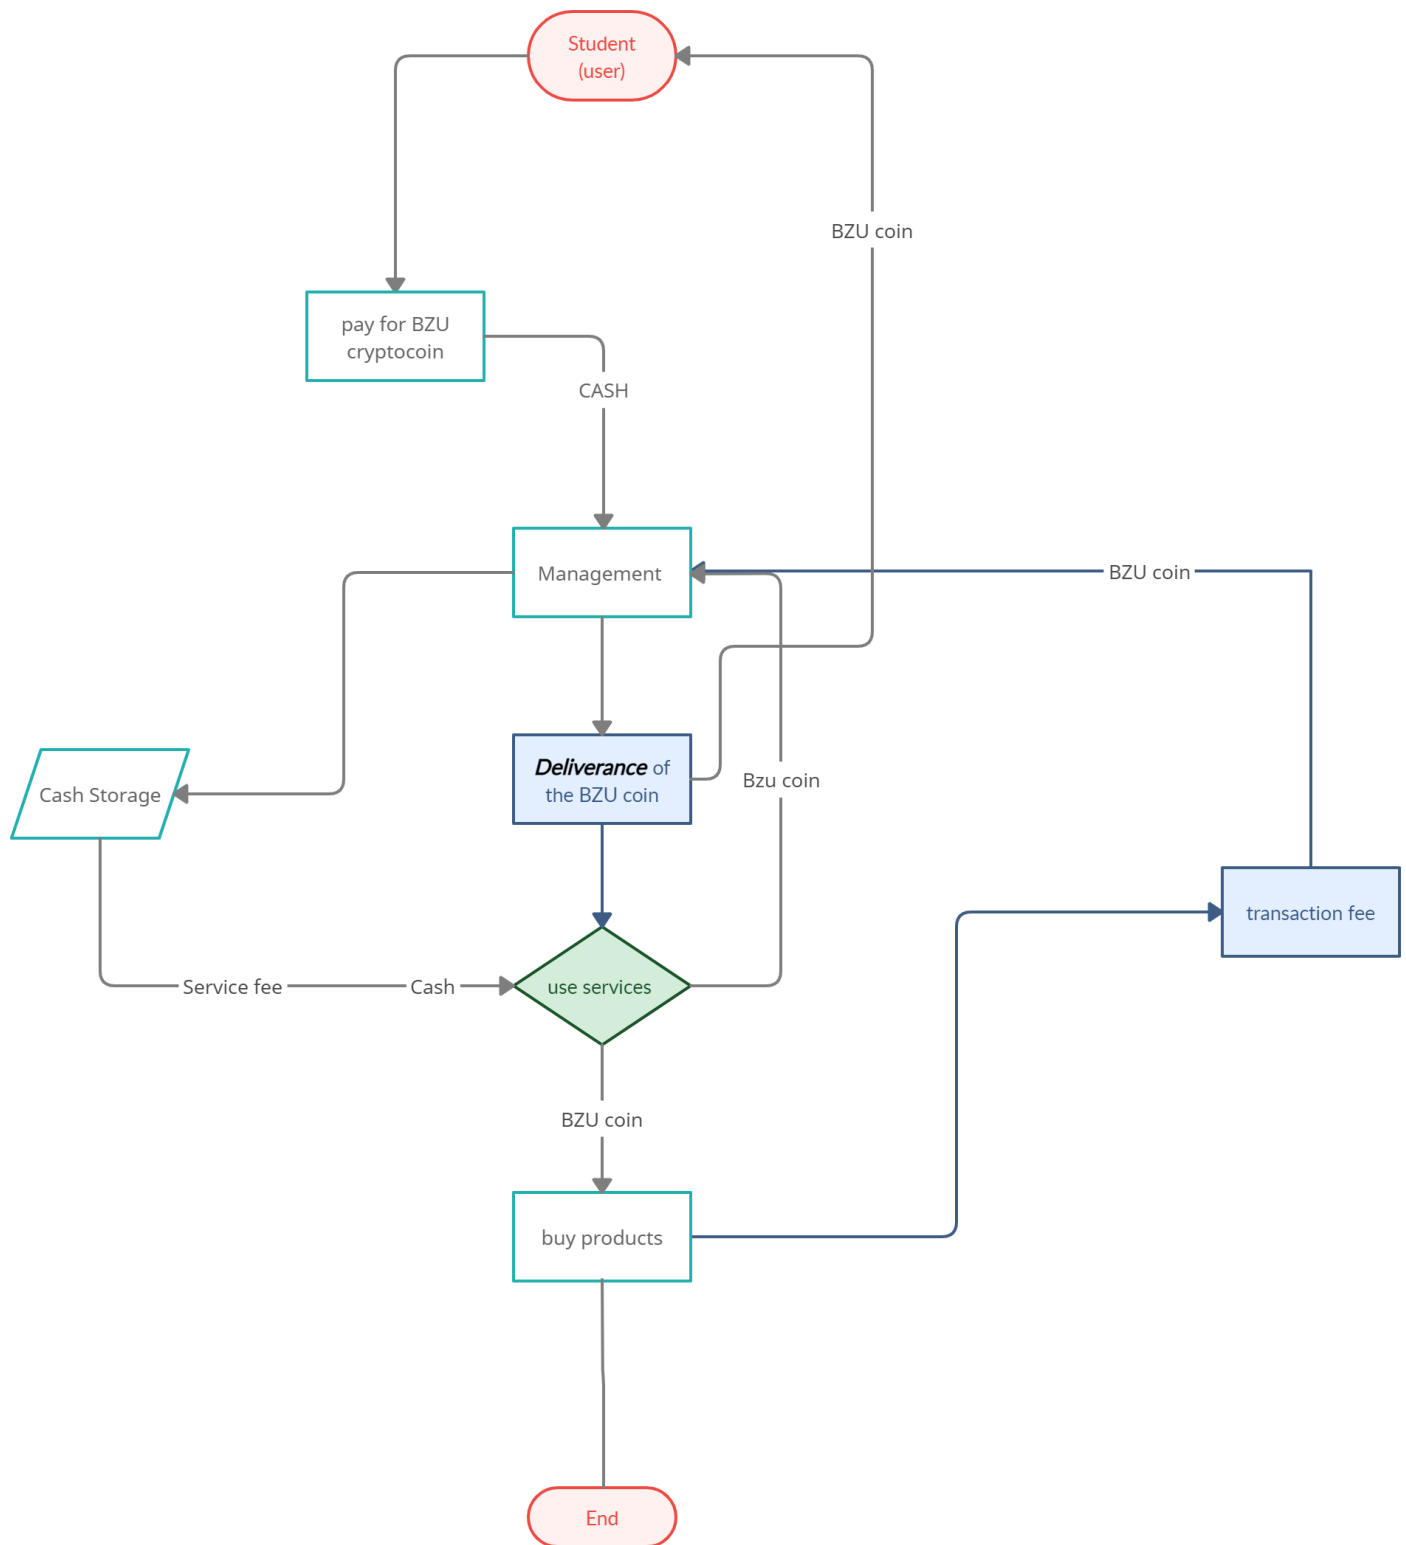 Student
(user)
BZU coin
pay for BZU
cryptocoin
CASH
Management
BZU coin
Deliverance of
the BZU coin
Bzu coin
Cash Storage
transaction fee
Service fee
Cash
use services
BZU coin
buy products
End